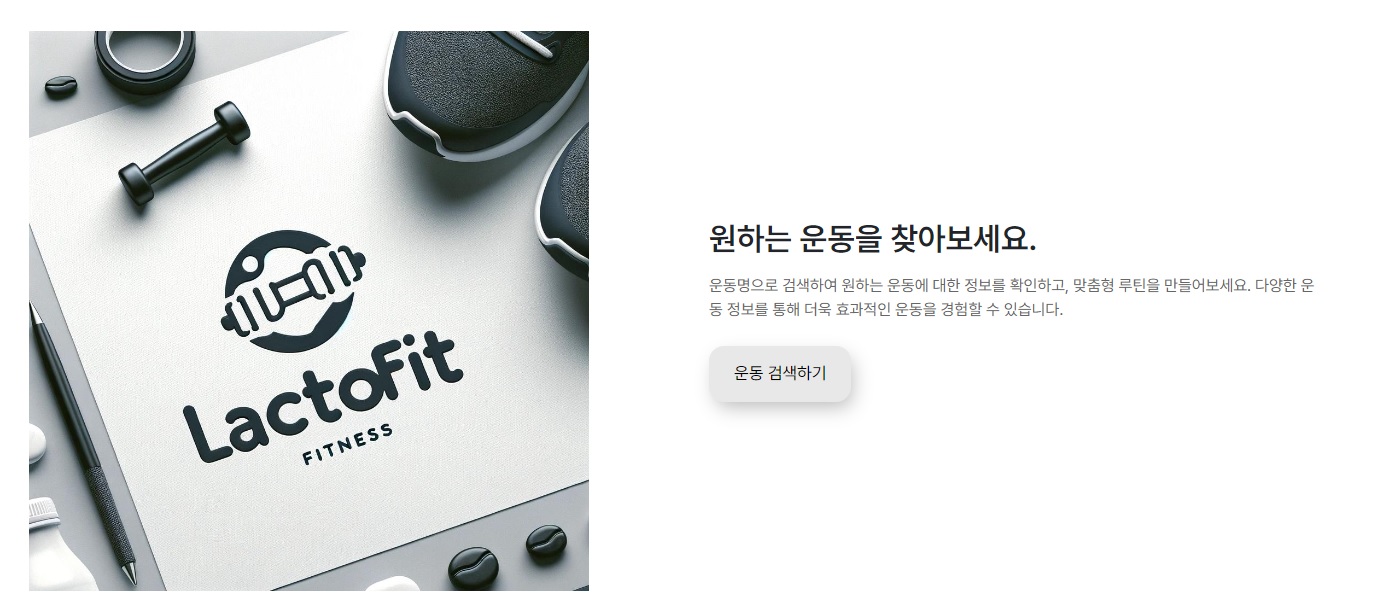 LactoFit
FITNESS
원하는 운동을 찾아보세요.
운동명으로 검색하여 원하는 운동에 대한 정보를 확인하고, 맞춤형 루틴을 만들어보세요. 다양한 운
동 정보를 통해 더욱 효과적인 운동을 경험할 수 있습니다.
운동 검색하기